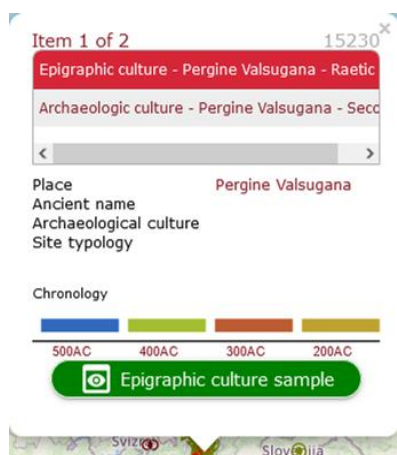 Item 1 of 2 15230
×
Epigraphic culture - Pergine Valsugana - Raetic
Archaeologic culture - Pergine Valsugana - Seco
Place Pergine Valsugana
Ancient name
Archaeological culture
Site typology
Chronology
500AC 400AC 300AC 200AC
Epigraphic culture sample